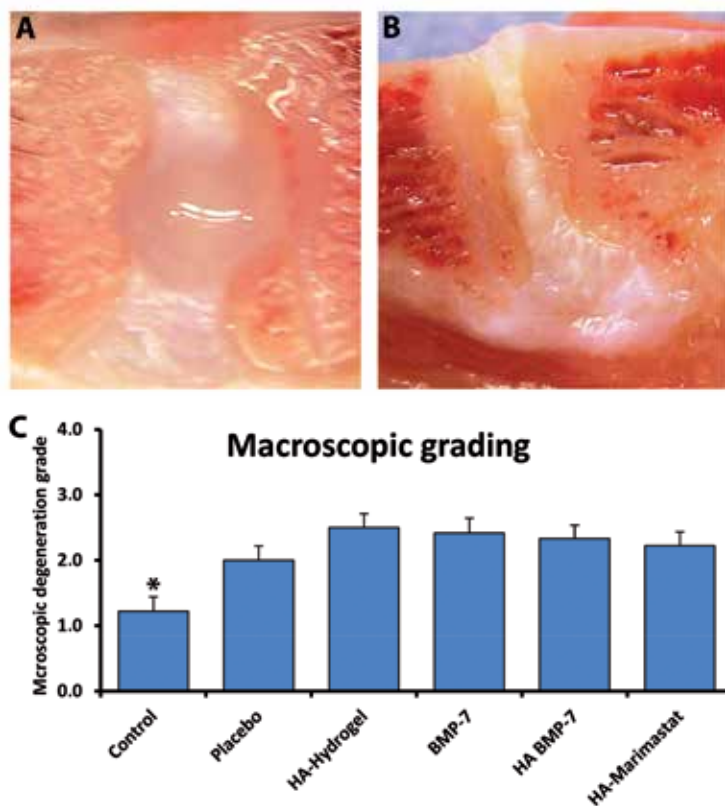 A
B
C
Macroscopic grading
Mcroscopic degeneration grade
4.0
3.0
2.0
1.0
0.0
*
Control
Placebo
HA-Hydrogel
BMP-7
HA BMP-7
HA-Marimastat